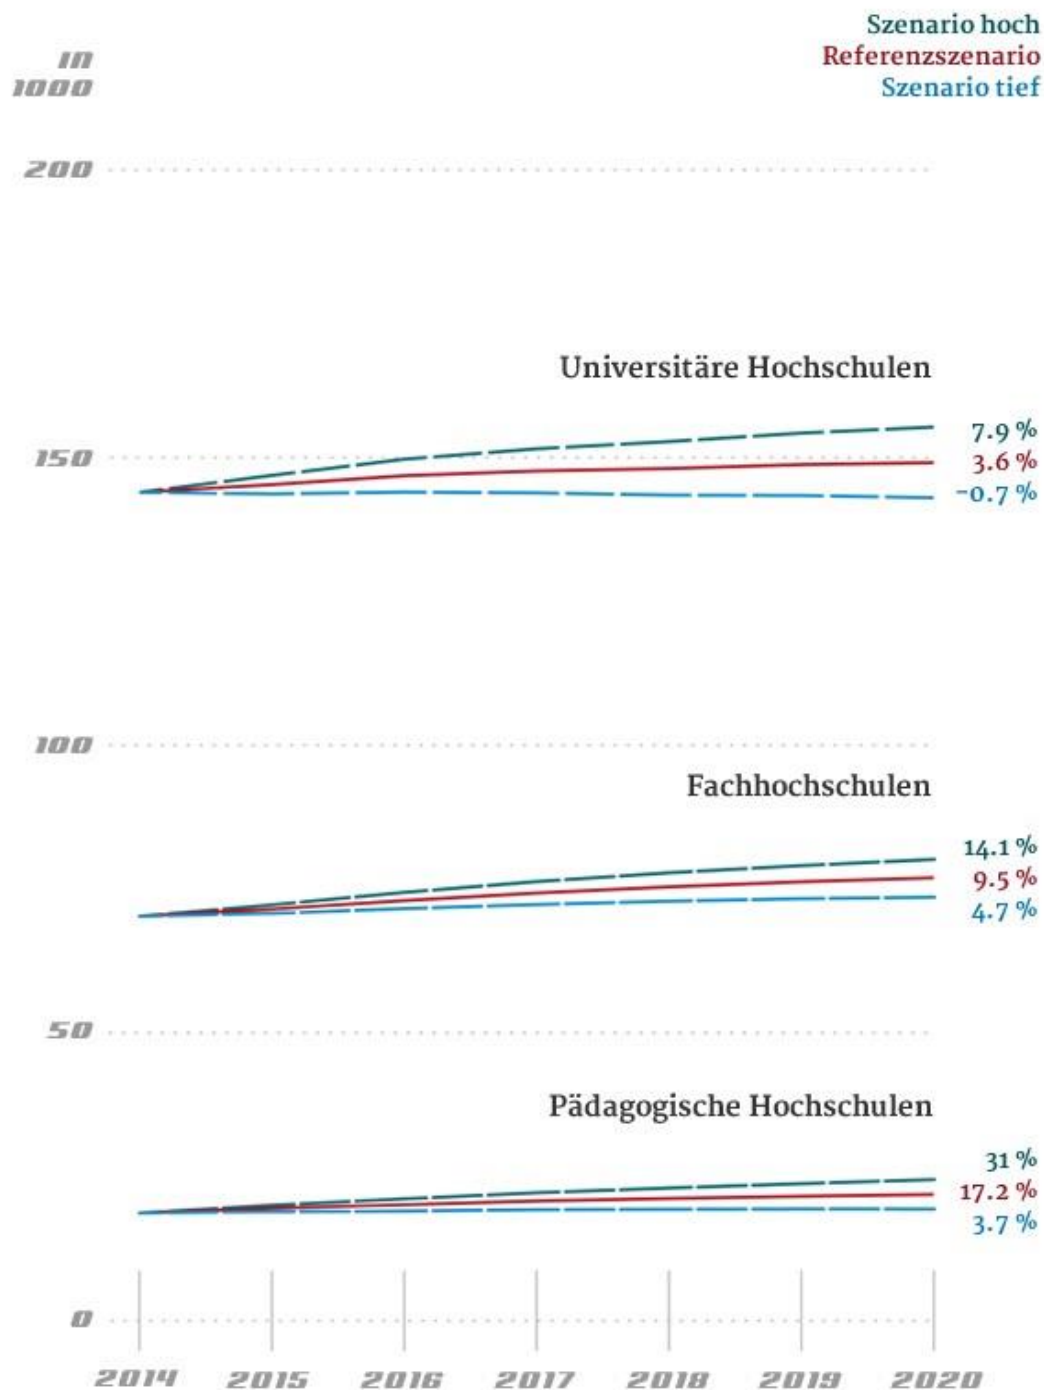 Szenario hoch
Referenzszenario
Szenario tief
in
1000
200
Universitäre Hochschulen
7.9 %
150
3.6 %
-0.7 %
100
Fachhochschulen
14.1 %
9.5 %
4.7 %
50
Pädagogische Hochschulen
31 %
17.2 %
3.7 %
0
2014 2015 2016 2017 2018 2019 2020